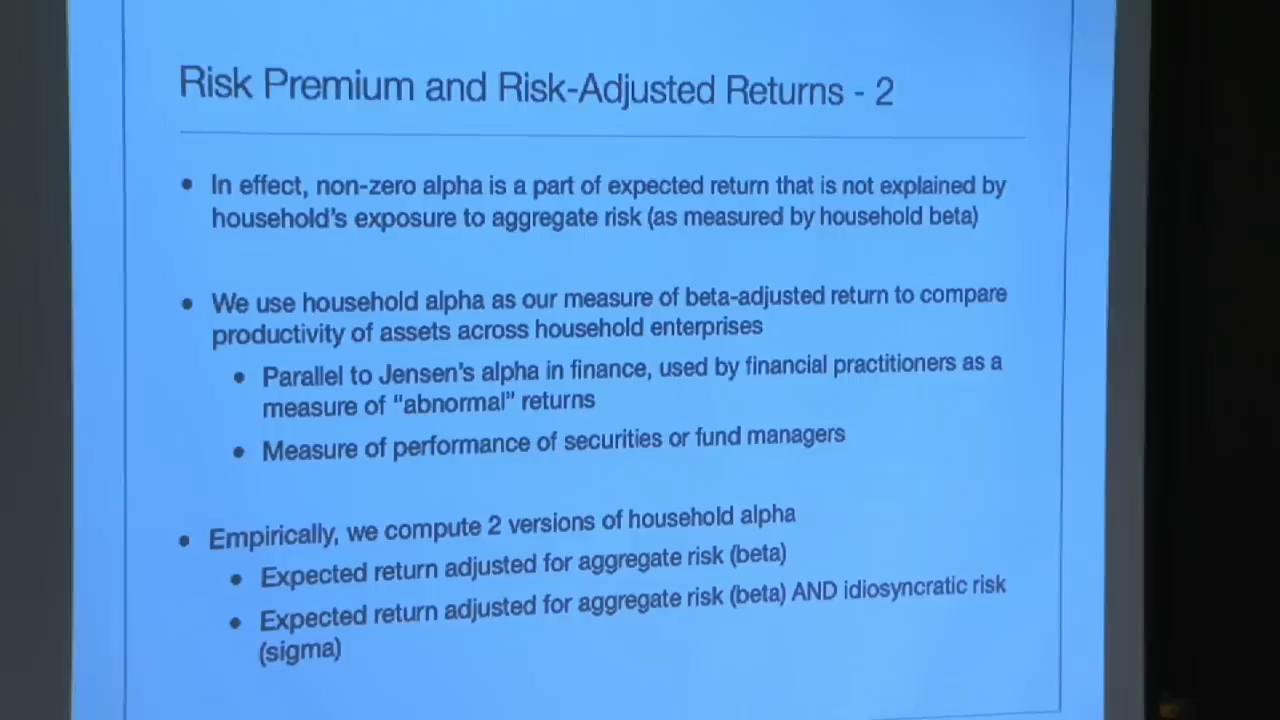 Risk Premium and Risk-Adjusted Returns - 2
• In effect, non-zero alpha is a part of expected return that is not explained by
household's exposure to aggregate risk (as measured by household beta)
• We use household alpha as our measure of beta-adjusted return to compare
productivity of assets across household enterprises
• Parallel to Jensen's alpha in finance, used by financial practitioners as a
measure of “abnormal” returns
• Measure of performance of securities or fund managers
• Empirically, we compute 2 versions of household alpha
• Expected return adjusted for aggregate risk (beta)
• Expected return adjusted for aggregate risk (beta) AND idiosyncratic risk
(sigma)